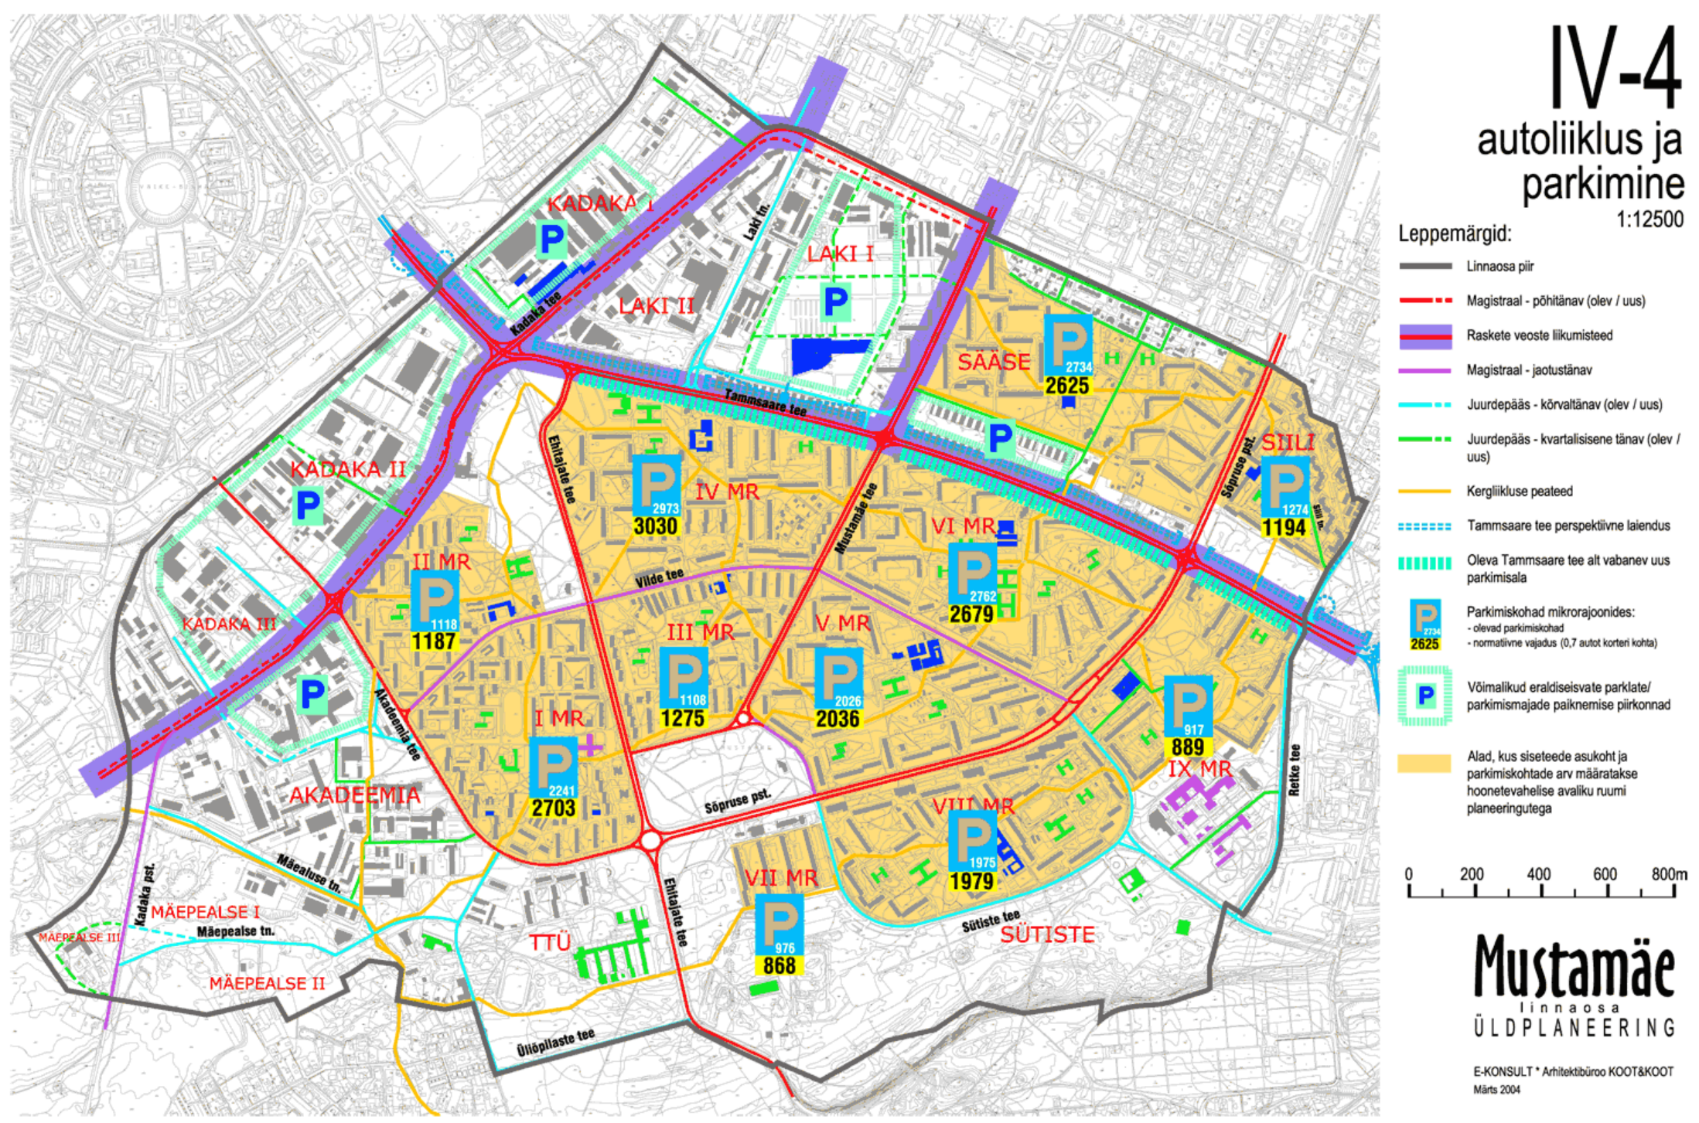 IV-4
autoliiklus ja
parkimine
1:12500
Leppemärgid:
Linnaosa piir
Magistraal - põhitänav (olev / uus)
Raskete veoste liikumisteed
Magistraal - jaotustänav
Juurdepääs - kõrvaltänav (olev / uus)
Juurdepääs - kvartalisisene tänav (olev /
uus)
Kergliikluse peateed
Tammsaare tee perspektiivne laiendus
Oleva Tammsaare tee alt vabanev uus
parkimisala
P
2734
2625
Parkimiskohad mikrorajoonides:
- olevad parkimiskohad
- normatiivne vajadus (0,7 autot korteri kohta)
P
Võimalikud eraldiseisvate parklate/
parkimismajade paiknemise piirkonnad
Alad, kus siseteede asukoht ja
parkimiskohtade arv määratakse
hoonetevahelise avaliku ruumi
planeeringutega
0 200 400 600 800m
Mustamäe
linnaosa
ÜLDPLANEERING
E-KONSULT * Arhitektibüroo KOOT&KOOT
Märts 2004
KADAKA I
P
Kadaka tee
Laki tn.
LAKI I
P
LAKI II
SÄÄSE
P
2734
2625
Tammsaare tee
P
SIILI
P
1274
1194
Sõpruse pst.
Siili tn.
KADAKA II
P
Ehitajate tee
P
2973
3030
IV MR
Mustamäe tee
VI MR
P
2762
2679
II MR
P
1118
1187
Vilde tee
KADAKA III
P
III MR
P
1108
1275
V MR
P
2026
2036
Akadeemia tee
I MR
P
2241
2703
P
917
889
IX MR
Retke tee
AKADEEMIA
Sõpruse pst.
VIII MR
P
1975
1979
Mäealuse tn.
Kadaka pst.
VII MR
P
976
868
Ehitajate tee
MÄEPEALSE I
Mäepealse tn.
MÄEPEALSE III
MÄEPEALSE II
TTÜ
Sütiste tee
SÜTISTE
Üliõpilaste tee